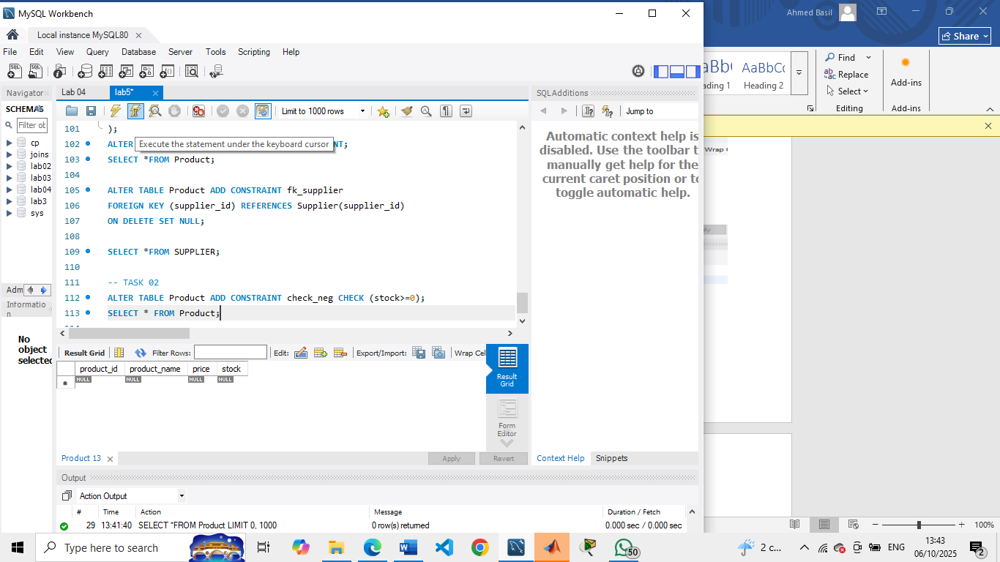 MySQL Workbench
Ahmed Basil
Local instance MySQL80
Share
File Edit View Query Database Server Tools Scripting Help
Find
Replace
Select
Editing
AaBbCc
Heading 2
Add-ins
Add-ins
Navigator
SCHEMAS
cp
joins
lab02
lab03
lab04
lab3
sys
Lab 04
lab5*
Limit to 1000 rows
Execute the statement under the keyboard cursor
101 );
102 ALTER NT;
103 SELECT *FROM Product;
104
105 ALTER TABLE Product ADD CONSTRAINT fk_supplier
106 FOREIGN KEY (supplier_id) REFERENCES Supplier(supplier_id)
107 ON DELETE SET NULL;
108
109 SELECT *FROM SUPPLIER;
110
111 -- TASK 02
112 ALTER TABLE Product ADD CONSTRAINT check_neg CHECK (stock>=0);
113 SELECT * FROM Product;
SQLAdditions
Jump to
Automatic context help is
disabled. Use the toolbar t
manually get help for the
current caret position or to
toggle automatic help.
Wrap
Adm
Informatio
n
No
object
selected
Result Grid Filter Rows: Edit: Export/Import: Wrap Cel
product_id product_name price stock
NULL NULL NULL NULL
Result
Grid
Form
Editor
Product 13
Apply Revert
Context Help Snippets
Output
Action Output
# Time Action Message Duration / Fetch
29 13:41:40 SELECT *FROM Product LIMIT 0, 1000 0 row(s) returned 0.000 sec / 0.000 sec
100%
Type here to search
50
2 c...
ENG
13:43
06/10/2025
2